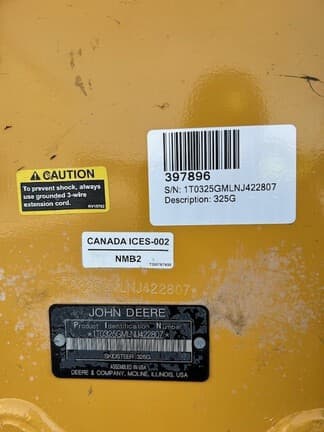 CAUTION
To prevent shock, always
use grounded 3-wire
extension cord.
397896
S/N: 1T0325GMLNJ422807
Description: 325G
CANADA ICES-002
NMB2
*1T0325GMLNJ422807*
JOHN DEERE
Product Identification Number
*1T0325GMLNJ422807*
SKIDSTEER 325G
ASSEMBLED IN USA
DEERE & COMPANY, MOLINE, ILLINOIS, USA